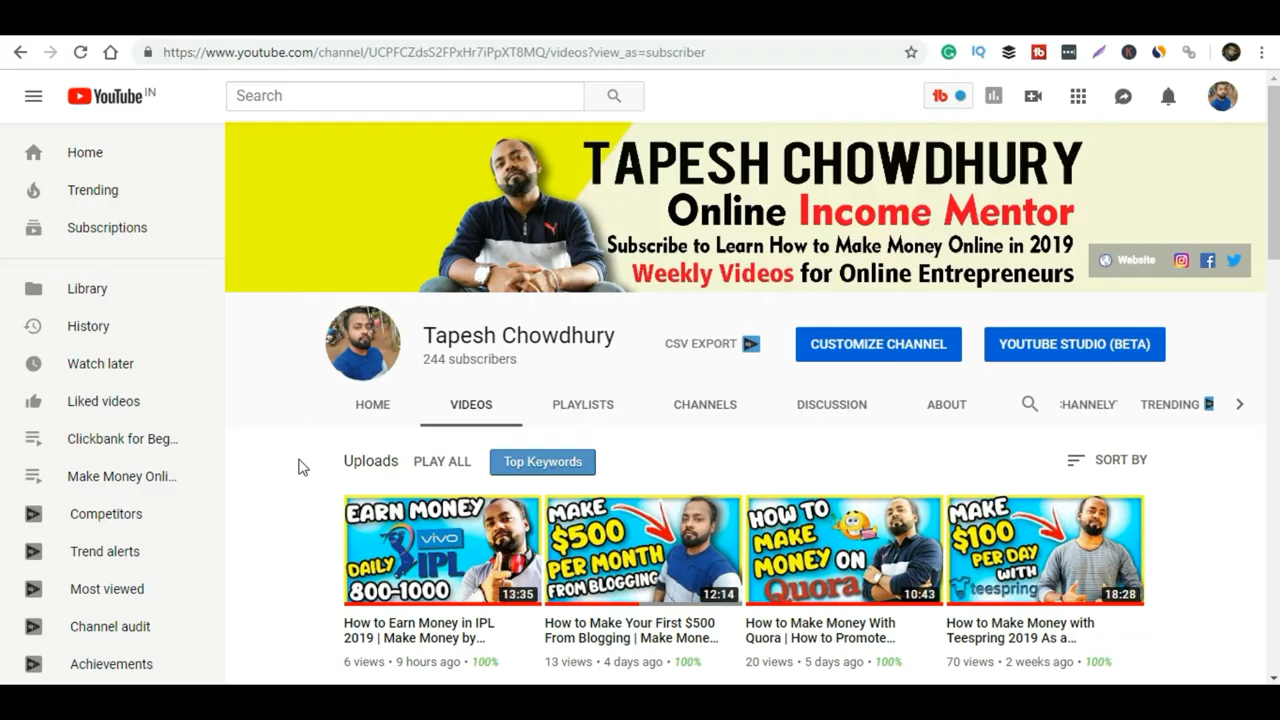 https://www.youtube.com/channel/UCPFCZdsS2FPxHr7iPpXT8MQ/videos?view_as=subscriber
YouTube IN
Search
Home
Trending
Subscriptions
Library
History
Watch later
Liked videos
Clickbank for Beg...
Make Money Onli...
Competitors
Trend alerts
Most viewed
Channel audit
Achievements
TAPESH CHOWDHURY
Online Income Mentor
Subscribe to Learn How to Make Money Online in 2019
Weekly Videos for Online Entrepreneurs
Website
Tapesh Chowdhury
244 subscribers
CSV EXPORT
CUSTOMIZE CHANNEL
YOUTUBE STUDIO (BETA)
HOME VIDEOS PLAYLISTS CHANNELS DISCUSSION ABOUT HANNELY TRENDING
Uploads PLAY ALL Top Keywords SORT BY
EARN MONEY
DAILY vivo IPL
800-1000
13:35
How to Earn Money in IPL
2019 | Make Money by...
6 views • 9 hours ago • 100%
MAKE
$500
PER MONTH
FROM BLOGGING
12:14
How to Make Your First $500
From Blogging | Make Mone...
13 views • 4 days ago • 100%
HOW TO
MAKE
MONEY ON
Quora
10:43
How to Make Money With
Quora | How to Promote...
20 views • 5 days ago • 100%
MAKE
$100
PER DAY
WITH
teespring
18:28
How to Make Money with
Teespring 2019 As a...
70 views • 2 weeks ago • 100%